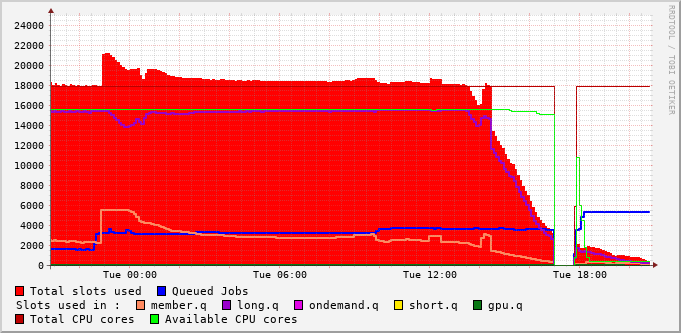 RRDTOOL / TOBI OETIKER
24000
22000
20000
18000
16000
14000
12000
10000
8000
6000
4000
2000
0
Tue 00:00 Tue 06:00 Tue 12:00 Tue 18:00
Total slots used Queued Jobs
Slots used in : member.q long.q ondemand.q short.q gpu.q
Total CPU cores Available CPU cores